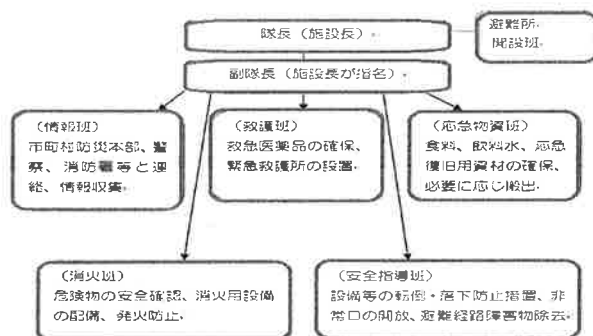 隊長（施設長）
避難所
開設班
副隊長（施設長が指名）
（情報班）
市町村防災本部、警
察、消防署等と連
絡、情報収集
（救護班）
救急医薬品の確保、
緊急救護所の設置
（応急物資班）
食料、飲料水、応急
復旧用資材の確保、
必要に応じ搬出
（消火班）
危険物の安全確認、消火用設備
の配備、発火防止
（安全指導班）
設備等の転倒・落下防止措置、非
常口の開放、避難経路障害物除去